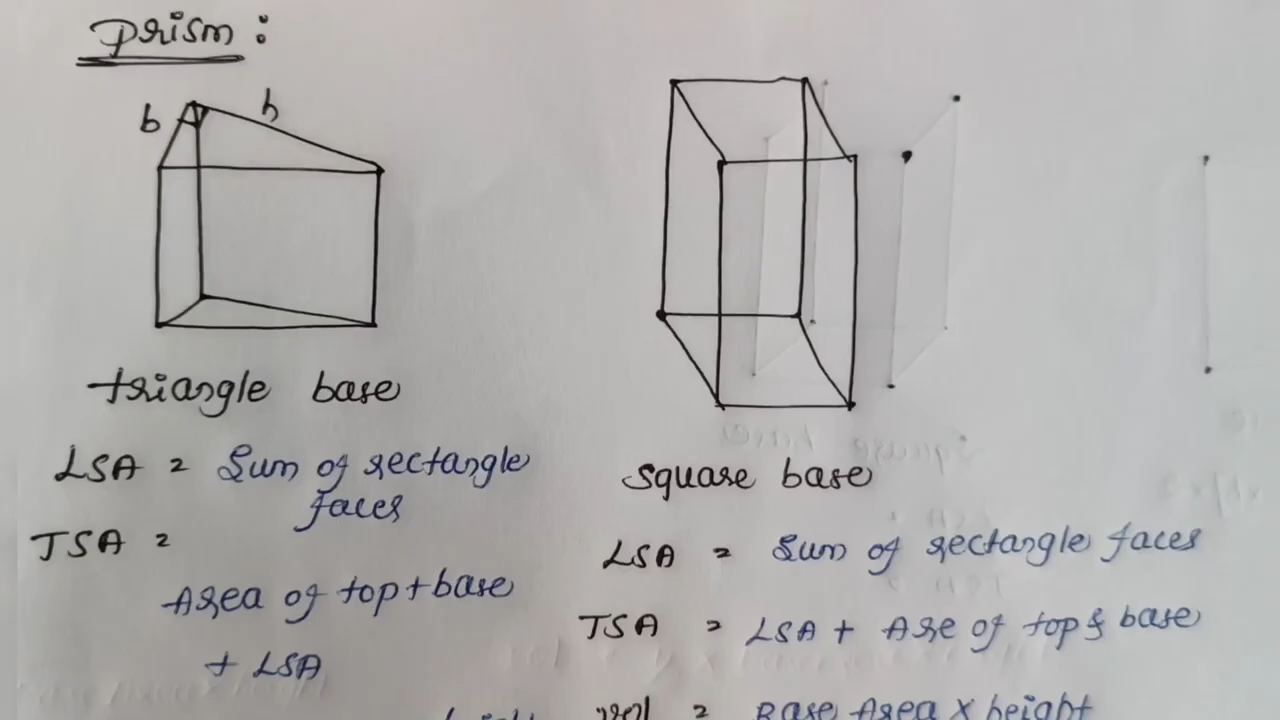 Prism:
b h
triangle base
LSA = Sum of rectangle
faces
TSA =
Area of top + base
+ LSA
Square base
LSA = Sum of rectangle faces
TSA = LSA + Are of top & base
Vol = Base Area x height